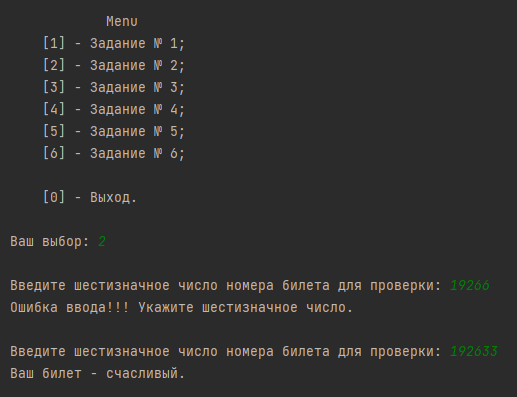 Menu
[1] - Задание № 1;
[2] - Задание № 2;
[3] - Задание № 3;
[4] - Задание № 4;
[5] - Задание № 5;
[6] - Задание № 6;
[0] - Выход.
Ваш выбор: 2
Введите шестизначное число номера билета для проверки: 19266
Ошибка ввода!!! Укажите шестизначное число.
Введите шестизначное число номера билета для проверки: 192633
Ваш билет - счасливый.